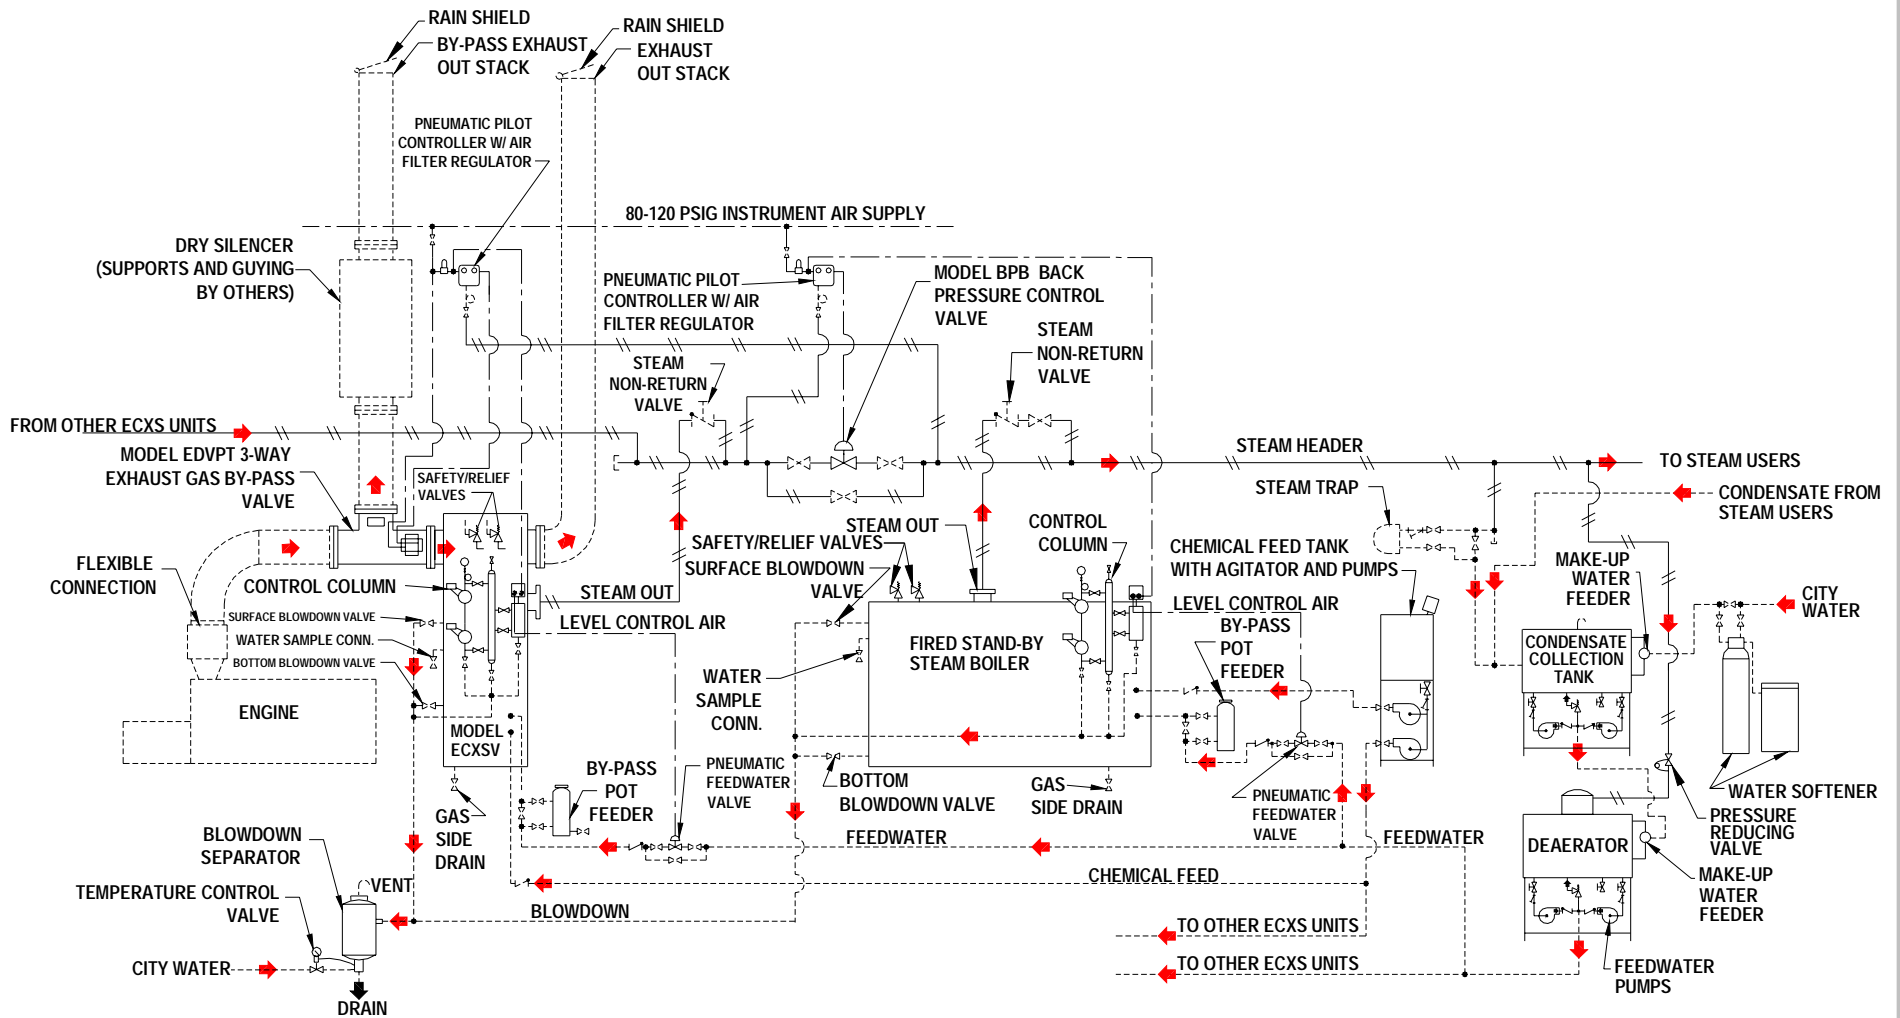 RAIN SHIELD
BY-PASS EXHAUST
OUT STACK
RAIN SHIELD
EXHAUST
OUT STACK
PNEUMATIC PILOT
CONTROLLER W/ AIR
FILTER REGULATOR
80-120 PSIG INSTRUMENT AIR SUPPLY
DRY SILENCER
(SUPPORTS AND GUYING
BY OTHERS)
PNEUMATIC PILOT
CONTROLLER W/ AIR
FILTER REGULATOR
MODEL BPB BACK
PRESSURE CONTROL
VALVE
STEAM
NON-RETURN
VALVE
STEAM
NON-RETURN
VALVE
FROM OTHER ECXS UNITS
MODEL EDVPT 3-WAY
EXHAUST GAS BY-PASS
VALVE
SAFETY/RELIEF
VALVES
STEAM HEADER
TO STEAM USERS
STEAM TRAP
CONDENSATE FROM
STEAM USERS
FLEXIBLE
CONNECTION
CONTROL COLUMN
STEAM OUT
SAFETY/RELIEF VALVES
SURFACE BLOWDOWN
VALVE
STEAM OUT
CONTROL
COLUMN
CHEMICAL FEED TANK
WITH AGITATOR AND PUMPS
MAKE-UP
WATER
FEEDER
CITY
WATER
SURFACE BLOWDOWN VALVE
WATER SAMPLE CONN.
BOTTOM BLOWDOWN VALVE
LEVEL CONTROL AIR
LEVEL CONTROL AIR
BY-PASS
POT
FEEDER
FIRED STAND-BY
STEAM BOILER
CONDENSATE
COLLECTION
TANK
WATER
SAMPLE
CONN.
ENGINE
MODEL
ECXSV
BY-PASS
POT
FEEDER
PNEUMATIC
FEEDWATER
VALVE
BOTTOM
BLOWDOWN VALVE
GAS
SIDE DRAIN
PNEUMATIC
FEEDWATER
VALVE
WATER SOFTENER
PRESSURE
REDUCING
VALVE
GAS
SIDE
DRAIN
BLOWDOWN
SEPARATOR
FEEDWATER
FEEDWATER
DEAERATOR
MAKE-UP
WATER
FEEDER
VENT
TEMPERATURE CONTROL
VALVE
CHEMICAL FEED
BLOWDOWN
TO OTHER ECXS UNITS
TO OTHER ECXS UNITS
CITY WATER
FEEDWATER
PUMPS
DRAIN